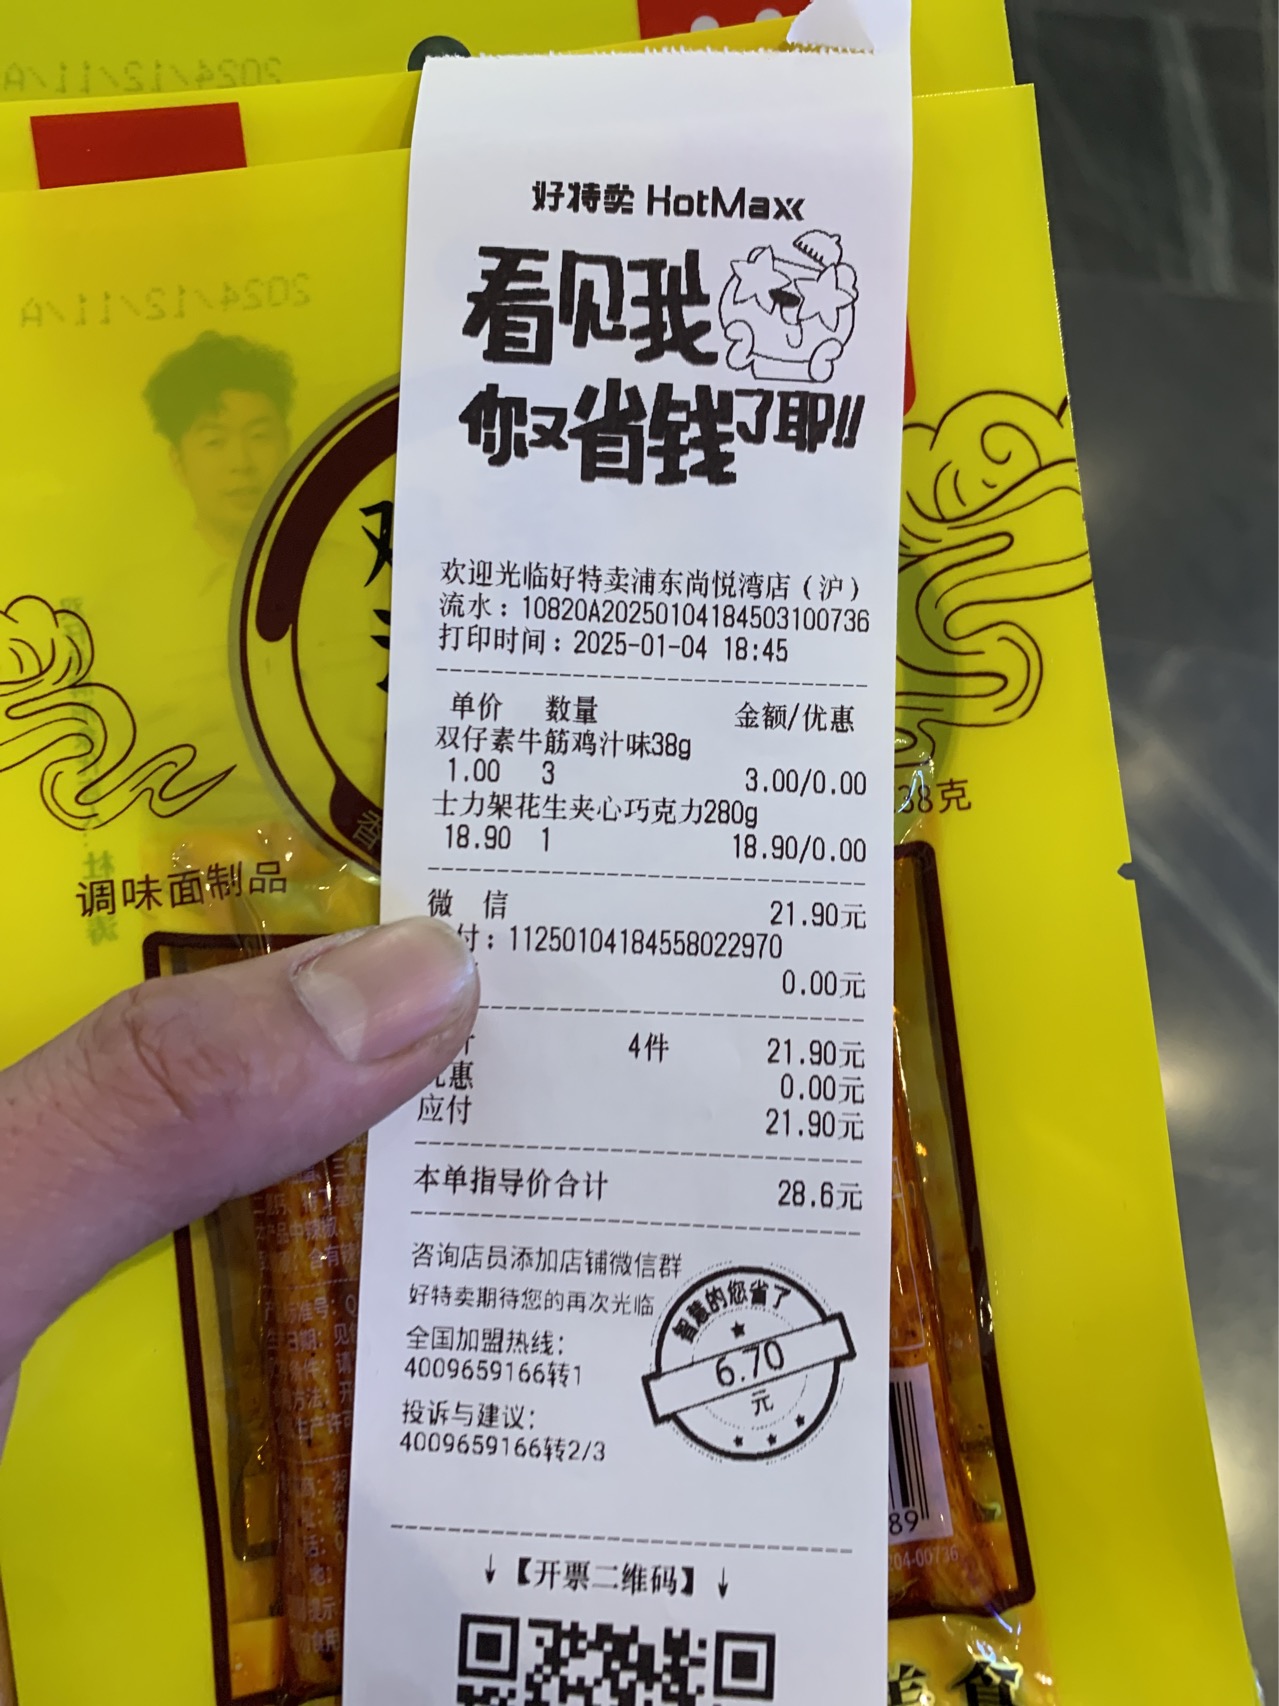 2024/12/11/A
2024/12/11/A
好特卖 HotMaxx
看见我
你又省钱了耶!!
欢迎光临好特卖浦东尚悦湾店（沪）
流水：10820A20250104184503100736
打印时间：2025-01-04 18:45
单价 数量 金额/优惠
双仔素牛筋鸡汁味38g
1.00 3 3.00/0.00
士力架花生夹心巧克力280g
18.90 1 18.90/0.00
微 信 21.90元
付：11250104184558022970
0.00元
4件 21.90元
惠 0.00元
应付 21.90元
本单指导价合计 28.6元
咨询店员添加店铺微信群
好特卖期待您的再次光临
全国加盟热线：
4009659166转1
投诉与建议：
4009659166转2/3
智慧的您省了
6.70
元
↓【开票二维码】↓
调味面制品
38克
89
04-00736